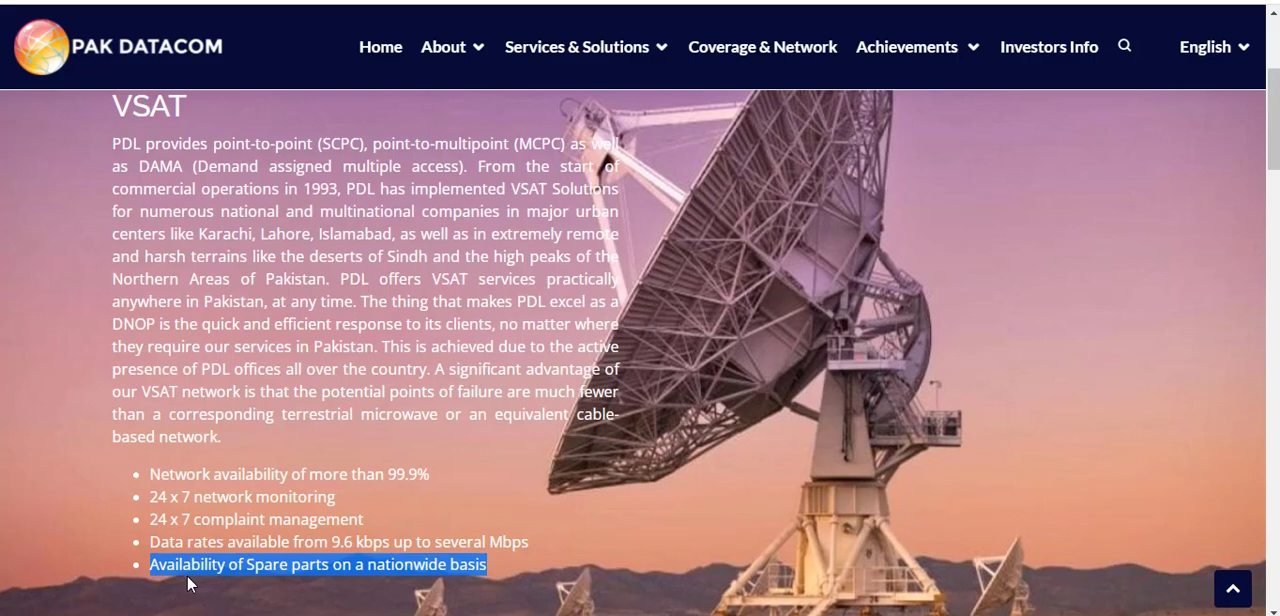 PAK DATACOM
Home About Services & Solutions Coverage & Network Achievements Investors Info English
VSAT
PDL provides point-to-point (SCPC), point-to-multipoint (MCPC) as well
as DAMA (Demand assigned multiple access). From the start of
commercial operations in 1993, PDL has implemented VSAT Solutions
for numerous national and multinational companies in major urban
centers like Karachi, Lahore, Islamabad, as well as in extremely remote
and harsh terrains like the deserts of Sindh and the high peaks of the
Northern Areas of Pakistan. PDL offers VSAT services practically
anywhere in Pakistan, at any time. The thing that makes PDL excel as a
DNOP is the quick and efficient response to its clients, no matter where
they require our services in Pakistan. This is achieved due to the active
presence of PDL offices all over the country. A significant advantage of
our VSAT network is that the potential points of failure are much fewer
than a corresponding terrestrial microwave or an equivalent cable-
based network.
• Network availability of more than 99.9%
• 24 x 7 network monitoring
• 24 x 7 complaint management
• Data rates available from 9.6 kbps up to several Mbps
• Availability of Spare parts on a nationwide basis